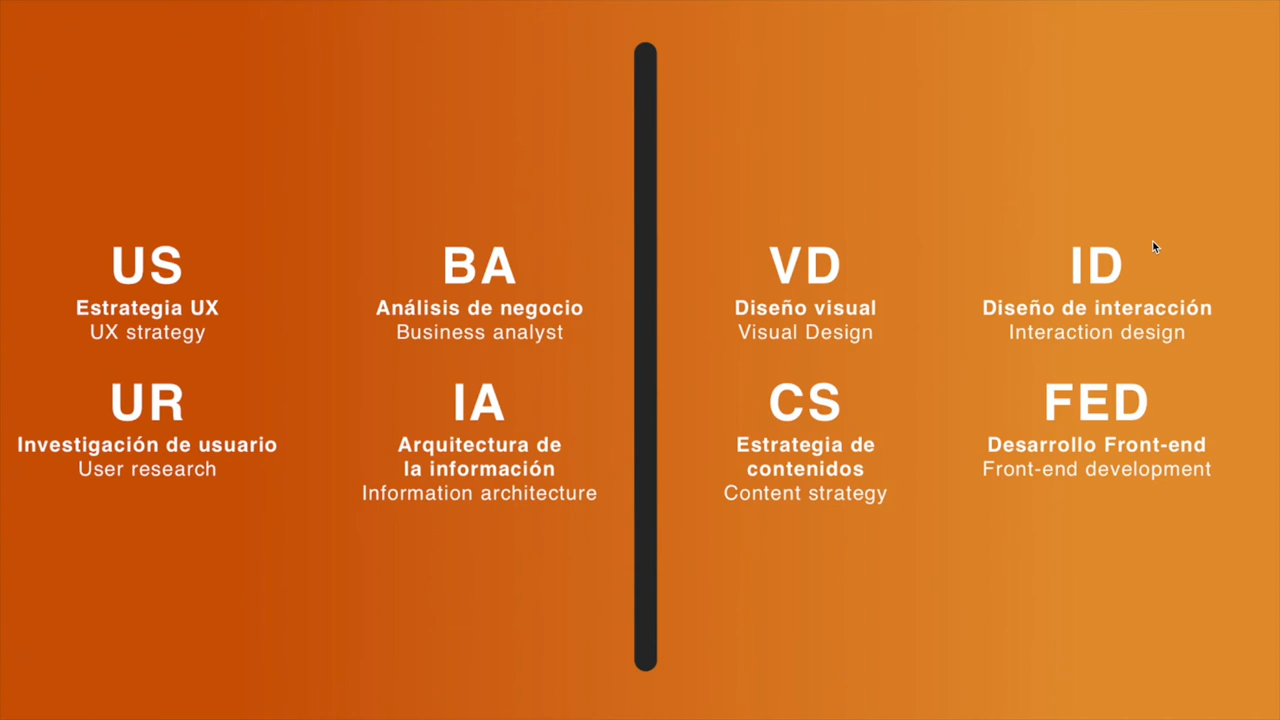 US
Estrategia UX
UX strategy
BA
Análisis de negocio
Business analyst
UR
Investigación de usuario
User research
IA
Arquitectura de
la información
Information architecture
VD
Diseño visual
Visual Design
ID
Diseño de interacción
Interaction design
CS
Estrategia de
contenidos
Content strategy
FED
Desarrollo Front-end
Front-end development